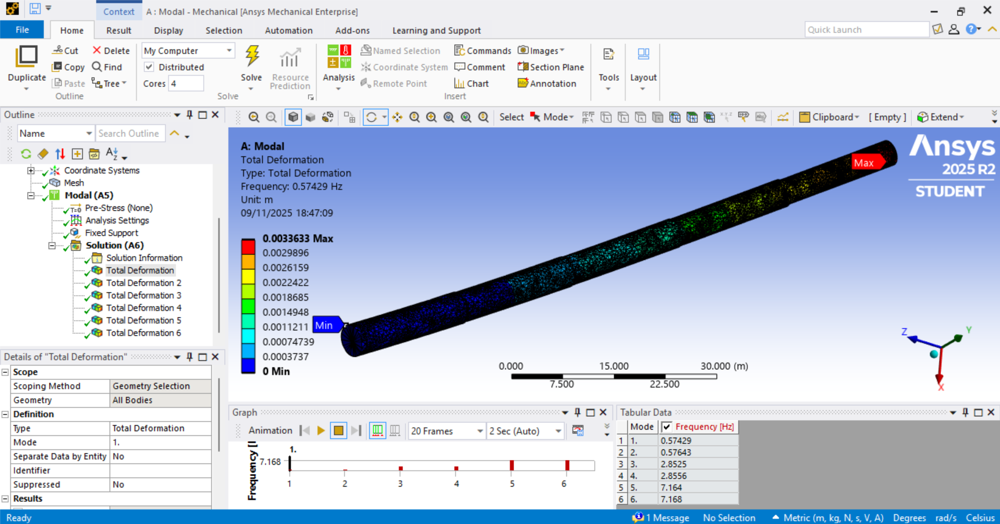 Context
A : Modal - Mechanical [Ansys Mechanical Enterprise]
File Home Result Display Selection Automation Add-ons Learning and Support
Quick Launch
Duplicate
Cut
Copy
Paste
Delete
Find
Tree
Outline
My Computer
Distributed
Cores 4
Solve
Resource
Prediction
Solve
Analysis
Named Selection
Coordinate System
Remote Point
Commands
Comment
Chart
Images
Section Plane
Annotation
Insert
Tools
Layout
Outline
Name
Search Outline
Select
Mode
Clipboard
[ Empty ]
Extend
Coordinate Systems
Mesh
Modal (A5)
Pre-Stress (None)
Analysis Settings
Fixed Support
Solution (A6)
Solution Information
Total Deformation
Total Deformation 2
Total Deformation 3
Total Deformation 4
Total Deformation 5
Total Deformation 6
Details of "Total Deformation"
Scope
Scoping Method Geometry Selection
Geometry All Bodies
Definition
Type Total Deformation
Mode 1.
Separate Data by Entity No
Identifier
Suppressed No
Results
A: Modal
Total Deformation
Type: Total Deformation
Frequency: 0.57429 Hz
Unit: m
09/11/2025 18:47:09
0.0033633 Max
0.0029896
0.0026159
0.0022422
0.0018685
0.0014948
0.0011211
0.00074739
0.0003737
0 Min
Min
Max
Ansys
2025 R2
STUDENT
0.000 15.000 30.000 (m)
7.500 22.500
Z
Y
X
Graph
Animation
20 Frames
2 Sec (Auto)
1.
7.168
1 2 3 4 5 6
Tabular Data
Mode Frequency [Hz]
1 1. 0.57429
2 2. 0.57643
3 3. 2.8525
4 4. 2.8556
5 5. 7.164
6 6. 7.168
Ready
1 Message
No Selection
Metric (m, kg, N, s, V, A)
Degrees
rad/s
Celsius